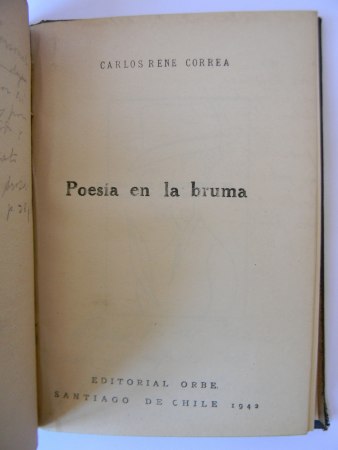 CARLOS RENE CORREA
Poesía en la bruma
EDITORIAL ORBE.
SANTIAGO DE CHILE 1942